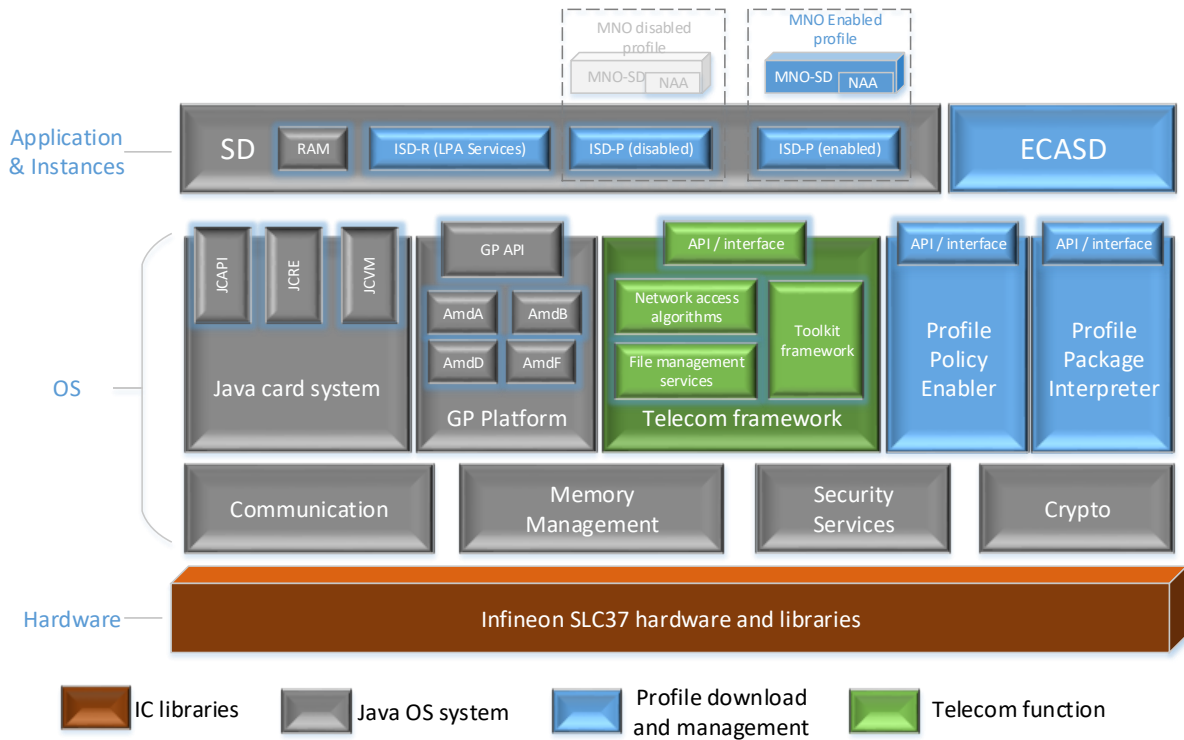 MNO disabled
profile
MNO-SD
NAA
MNO Enabled
profile
MNO-SD
NAA
Application
& Instances
SD
RAM
ISD-R (LPA Services)
ISD-P (disabled)
ISD-P (enabled)
ECASD
OS
JCAPI
JCRE
JCVM
Java card system
GP API
AmdA
AmdB
AmdD
AmdF
GP Platform
API / interface
Network access
algorithms
File management
services
Toolkit
framework
Telecom framework
API / interface
Profile
Policy
Enabler
API / interface
Profile
Package
Interpreter
Communication
Memory
Management
Security
Services
Crypto
Hardware
Infineon SLC37 hardware and libraries
IC libraries
Java OS system
Profile download
and management
Telecom function